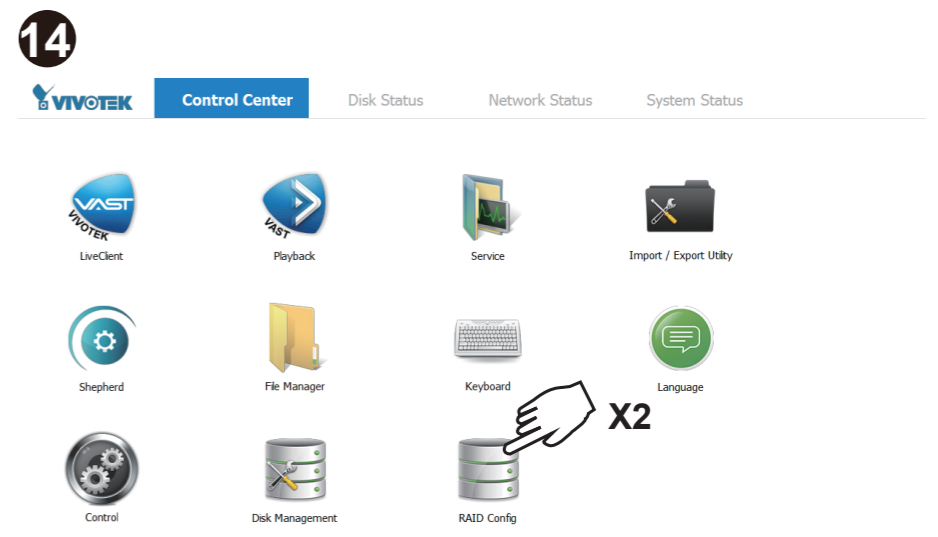 14
VIVOTEK Control Center Disk Status Network Status System Status
VAST
VIVOTEK
VAST
LiveClient Playback Service Import / Export Utility
Shepherd File Manager Keyboard Language
X2
Control Disk Management RAID Config